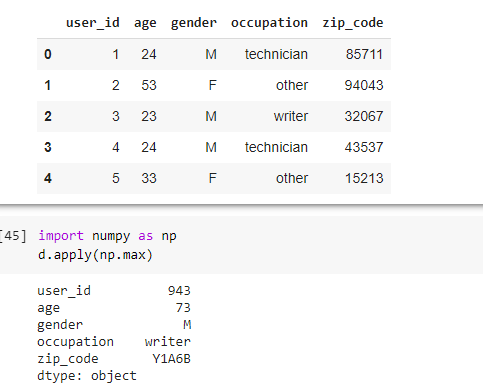 user_id age gender occupation zip_code
0 1 24 M technician 85711
1 2 53 F other 94043
2 3 23 M writer 32067
3 4 24 M technician 43537
4 5 33 F other 15213
[45] import numpy as np
d.apply(np.max)
user_id 943
age 73
gender M
occupation writer
zip_code Y1A6B
dtype: object